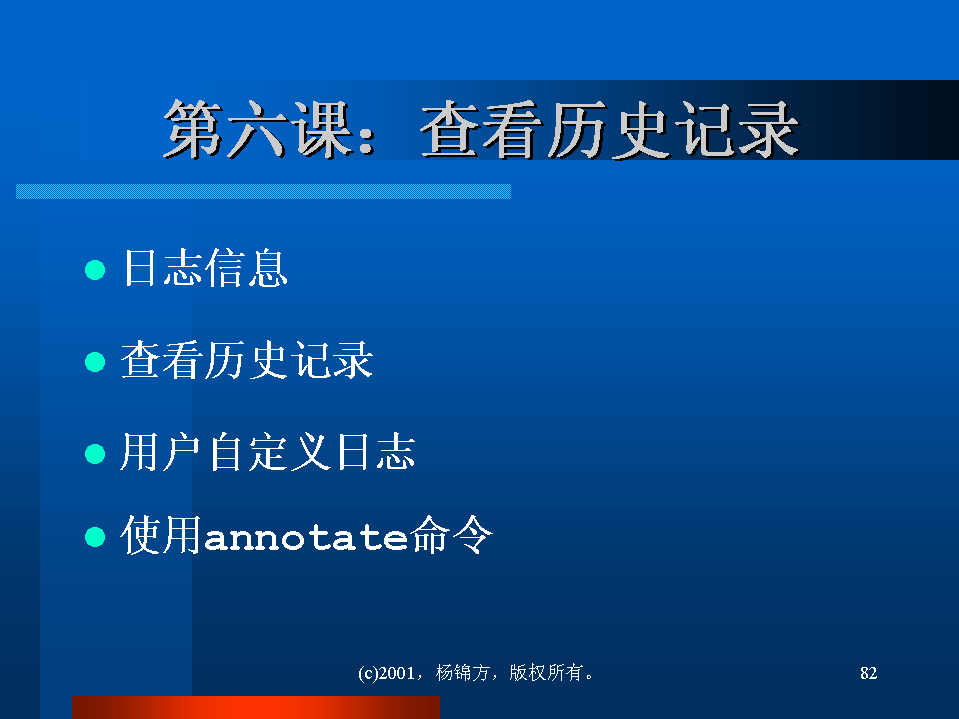 第六课：查看历史记录
日志信息
查看历史记录
用户自定义日志
使用annotate命令
(c)2001，杨锦方，版权所有。
82